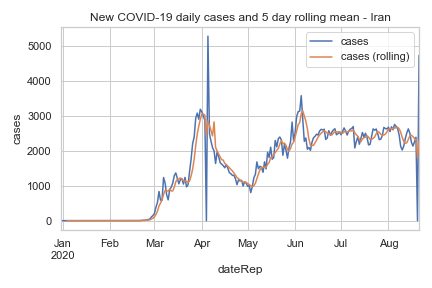 New COVID-19 daily cases and 5 day rolling mean - Iran
cases
cases (rolling)
cases
5000
4000
3000
2000
1000
0
Jan Feb Mar Apr May Jun Jul Aug
2020
dateRep